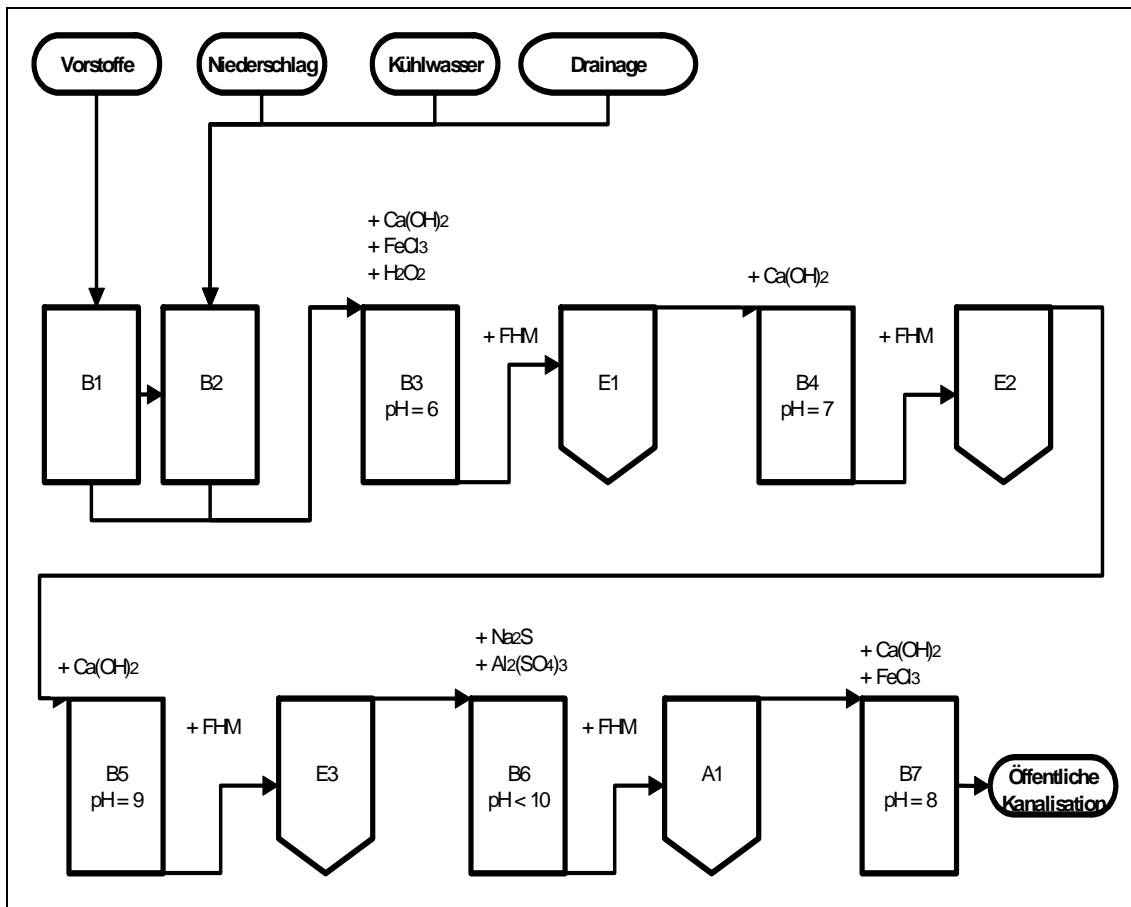 Vorstoffe
Niederschlag
Kühlwasser
Drainage
+ Ca(OH)2
+ FeCl3
+ H2O2
+ Ca(OH)2
+ FHM
+ FHM
B1
B2
B3
pH = 6
E1
B4
pH = 7
E2
+ Ca(OH)2
+ Na2S
+ Al2(SO4)3
+ Ca(OH)2
+ FeCl3
+ FHM
+ FHM
B5
pH = 9
E3
B6
pH < 10
A1
B7
pH = 8
Öffentliche
Kanalisation